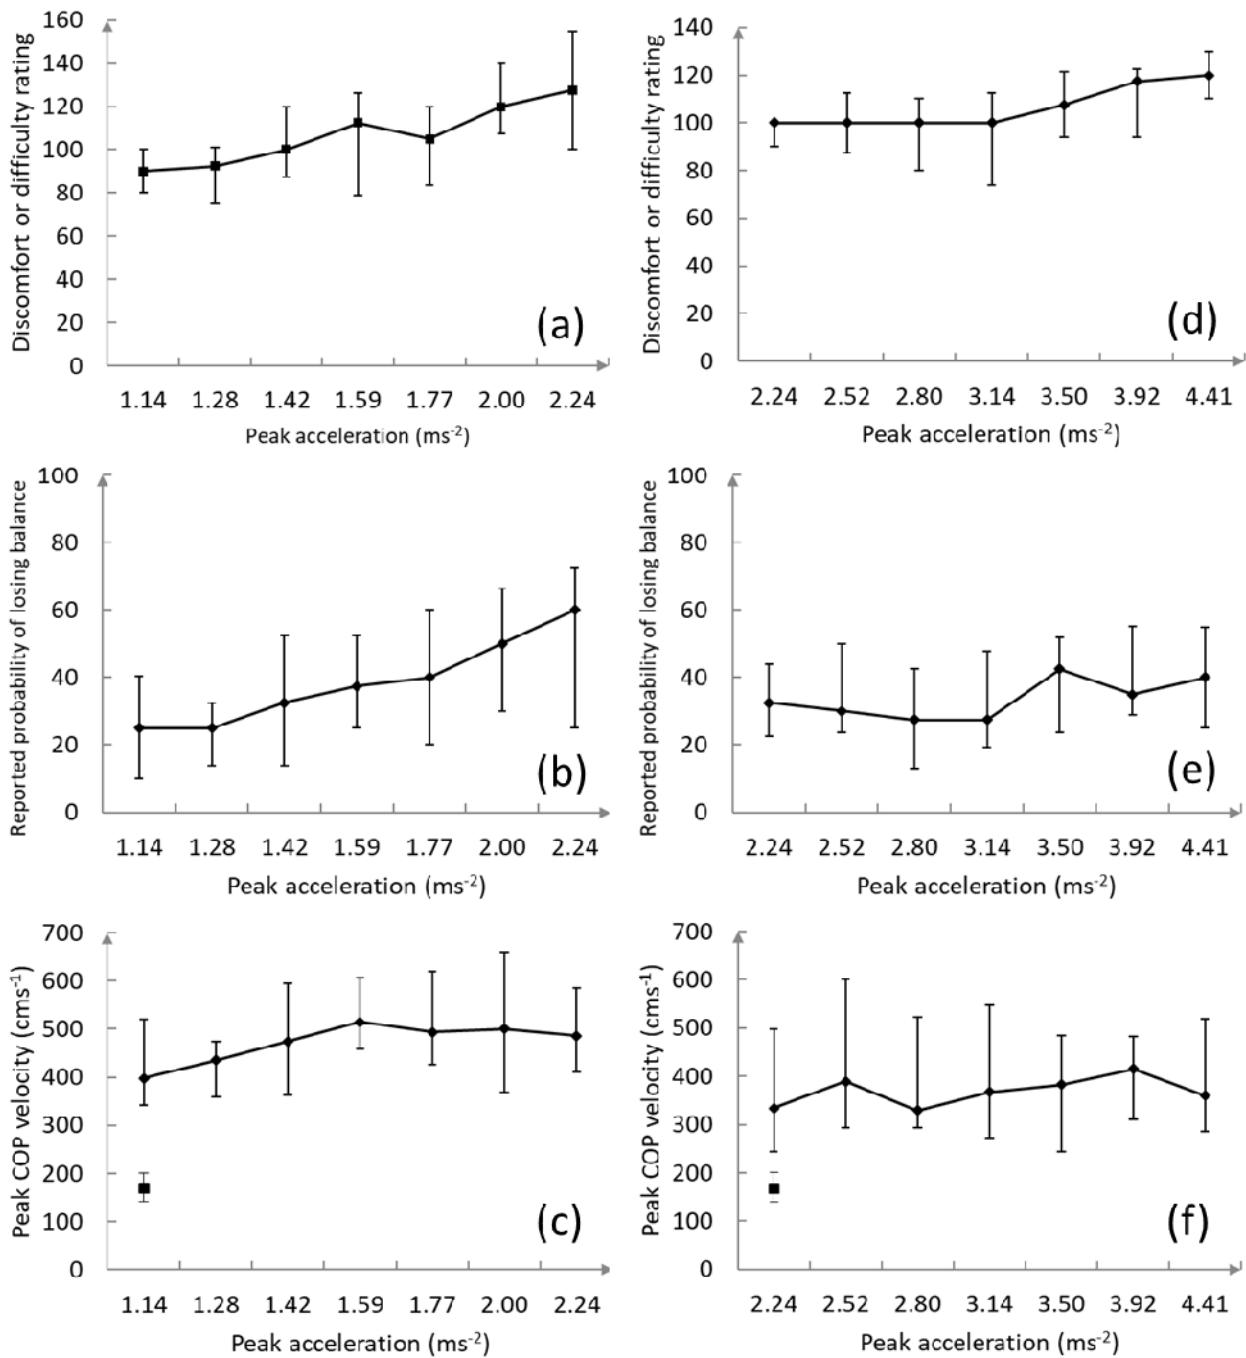 Discomfort or difficulty rating
160
140
120
100
80
60
40
20
0
(a)
1.14 1.28 1.42 1.59 1.77 2.00 2.24
Peak acceleration (ms-2)
Discomfort or difficulty rating
140
120
100
80
60
40
20
0
(d)
2.24 2.52 2.80 3.14 3.50 3.92 4.41
Peak acceleration (ms-2)
Reported probability of losing balance
100
80
60
40
20
0
(b)
1.14 1.28 1.42 1.59 1.77 2.00 2.24
Peak acceleration (ms-2)
Reported probability of losing balance
100
80
60
40
20
0
(e)
2.24 2.52 2.80 3.14 3.50 3.92 4.41
Peak acceleration (ms-2)
Peak COP velocity (cms-1)
700
600
500
400
300
200
100
0
(c)
1.14 1.28 1.42 1.59 1.77 2.00 2.24
Peak acceleration (ms-2)
Peak COP velocity (cms-1)
700
600
500
400
300
200
100
0
(f)
2.24 2.52 2.80 3.14 3.50 3.92 4.41
Peak acceleration (ms-2)